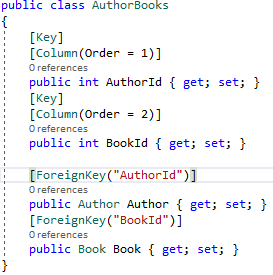 public class AuthorBooks
{
[Key]
[Column(Order = 1)]
0 references
public int AuthorId { get; set; }
[Key]
[Column(Order = 2)]
0 references
public int BookId { get; set; }
[ForeignKey("AuthorId")]
0 references
public Author Author { get; set; }
[ForeignKey("BookId")]
0 references
public Book Book { get; set; }
}